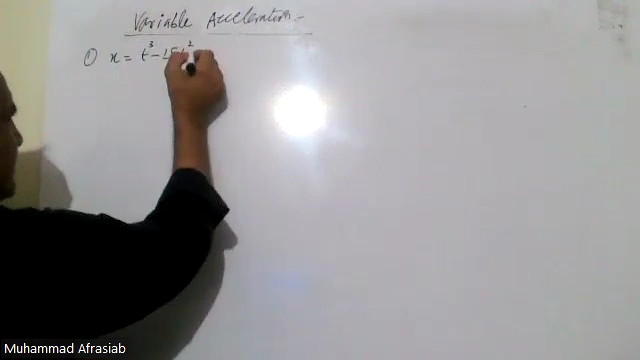 Variable Acceleration:-
① x = t³ - 15t²
Muhammad Afrasiab